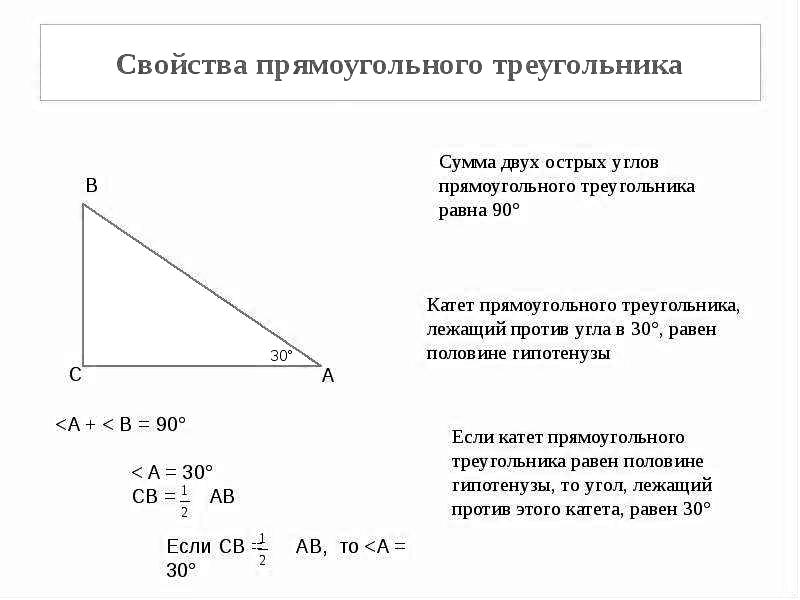 Свойства прямоугольного треугольника
Сумма двух острых углов
прямоугольного треугольника
равна 90°
B
30°
C
A
Катет прямоугольного треугольника,
лежащий против угла в 30°, равен
половине гипотенузы
<A + < B = 90°
< A = 30°
CB = 1/2 AB
Если CB = 1/2 AB, то <A =
30°
Если катет прямоугольного
треугольника равен половине
гипотенузы, то угол, лежащий
против этого катета, равен 30°